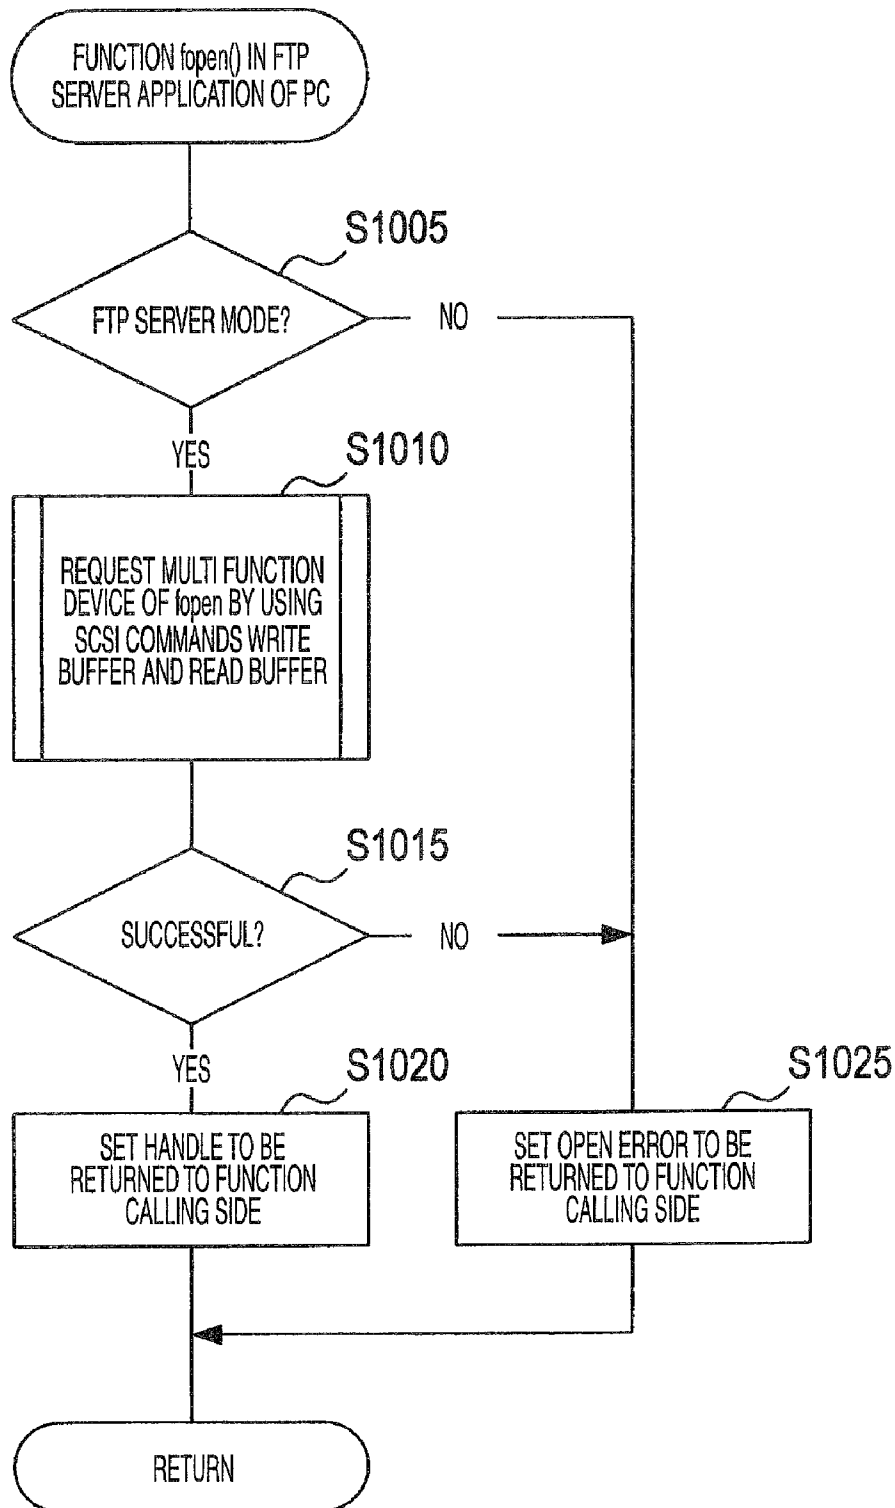 FUNCTION fopen() IN FTP
SERVER APPLICATION OF PC
S1005
FTP SERVER MODE?
NO
YES
S1010
REQUEST MULTI FUNCTION
DEVICE OF fopen BY USING
SCSI COMMANDS WRITE
BUFFER AND READ BUFFER
S1015
SUCCESSFUL?
NO
YES
S1020
SET HANDLE TO BE
RETURNED TO FUNCTION
CALLING SIDE
S1025
SET OPEN ERROR TO BE
RETURNED TO FUNCTION
CALLING SIDE
RETURN